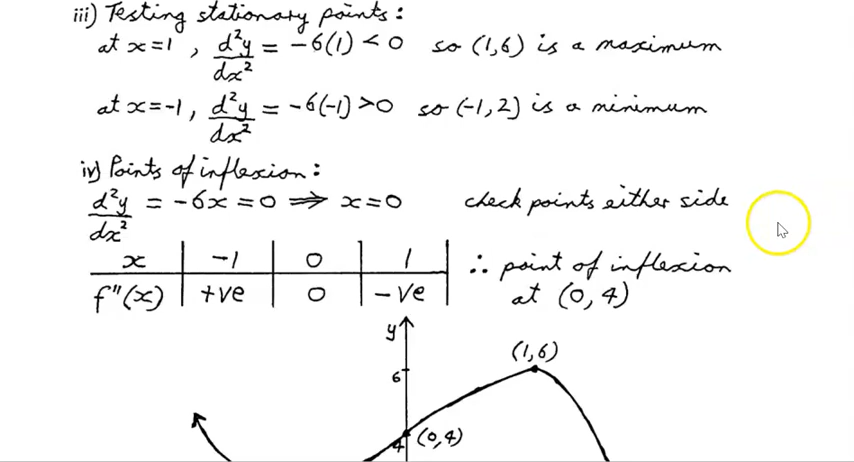 iii) Testing stationary points:
at x=1, d²y/dx² = -6(1) < 0 so (1,6) is a maximum
at x=-1, d²y/dx² = -6(-1) >0 so (-1,2) is a minimum
iv) Points of inflexion:
d²y/dx² = -6x = 0 ⟹ x=0 check points either side
x | -1 | 0 | 1
f"(x) | +ve | 0 | -ve
∴ point of inflexion
at (0,4)
y
(1,6)
6
(0,4)
4